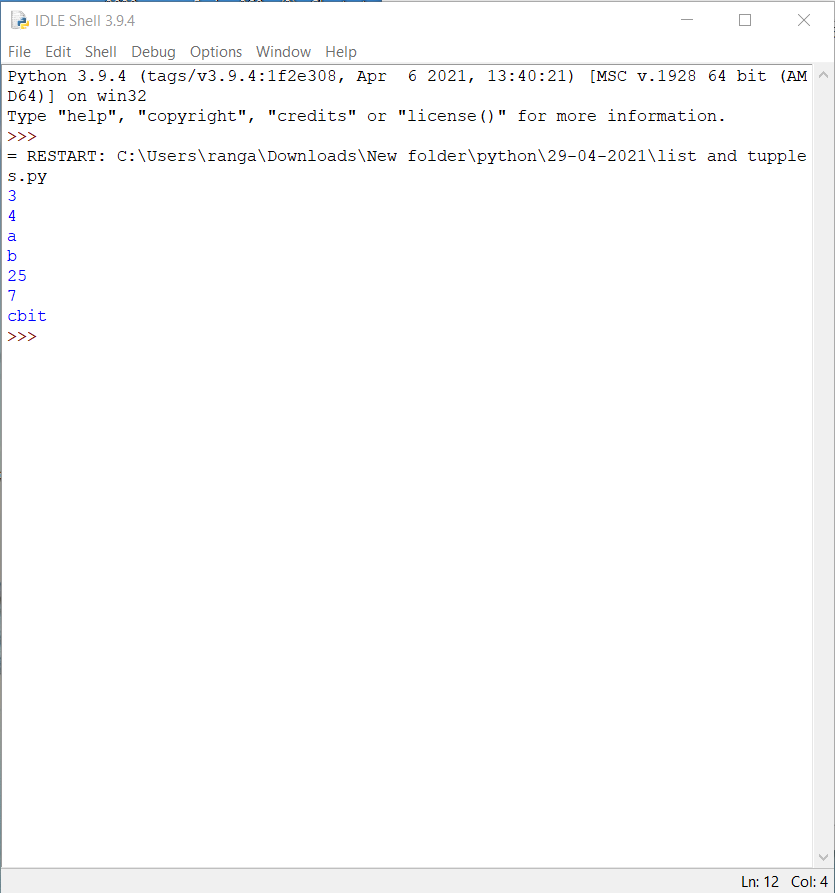 IDLE Shell 3.9.4
File Edit Shell Debug Options Window Help
Python 3.9.4 (tags/v3.9.4:1f2e308, Apr  6 2021, 13:40:21) [MSC v.1928 64 bit (AM
D64)] on win32
Type "help", "copyright", "credits" or "license()" for more information.
>>>
= RESTART: C:\Users\ranga\Downloads\New folder\python\29-04-2021\list and tupple
s.py
3
4
a
b
25
7
cbit
>>>
Ln: 12 Col: 4